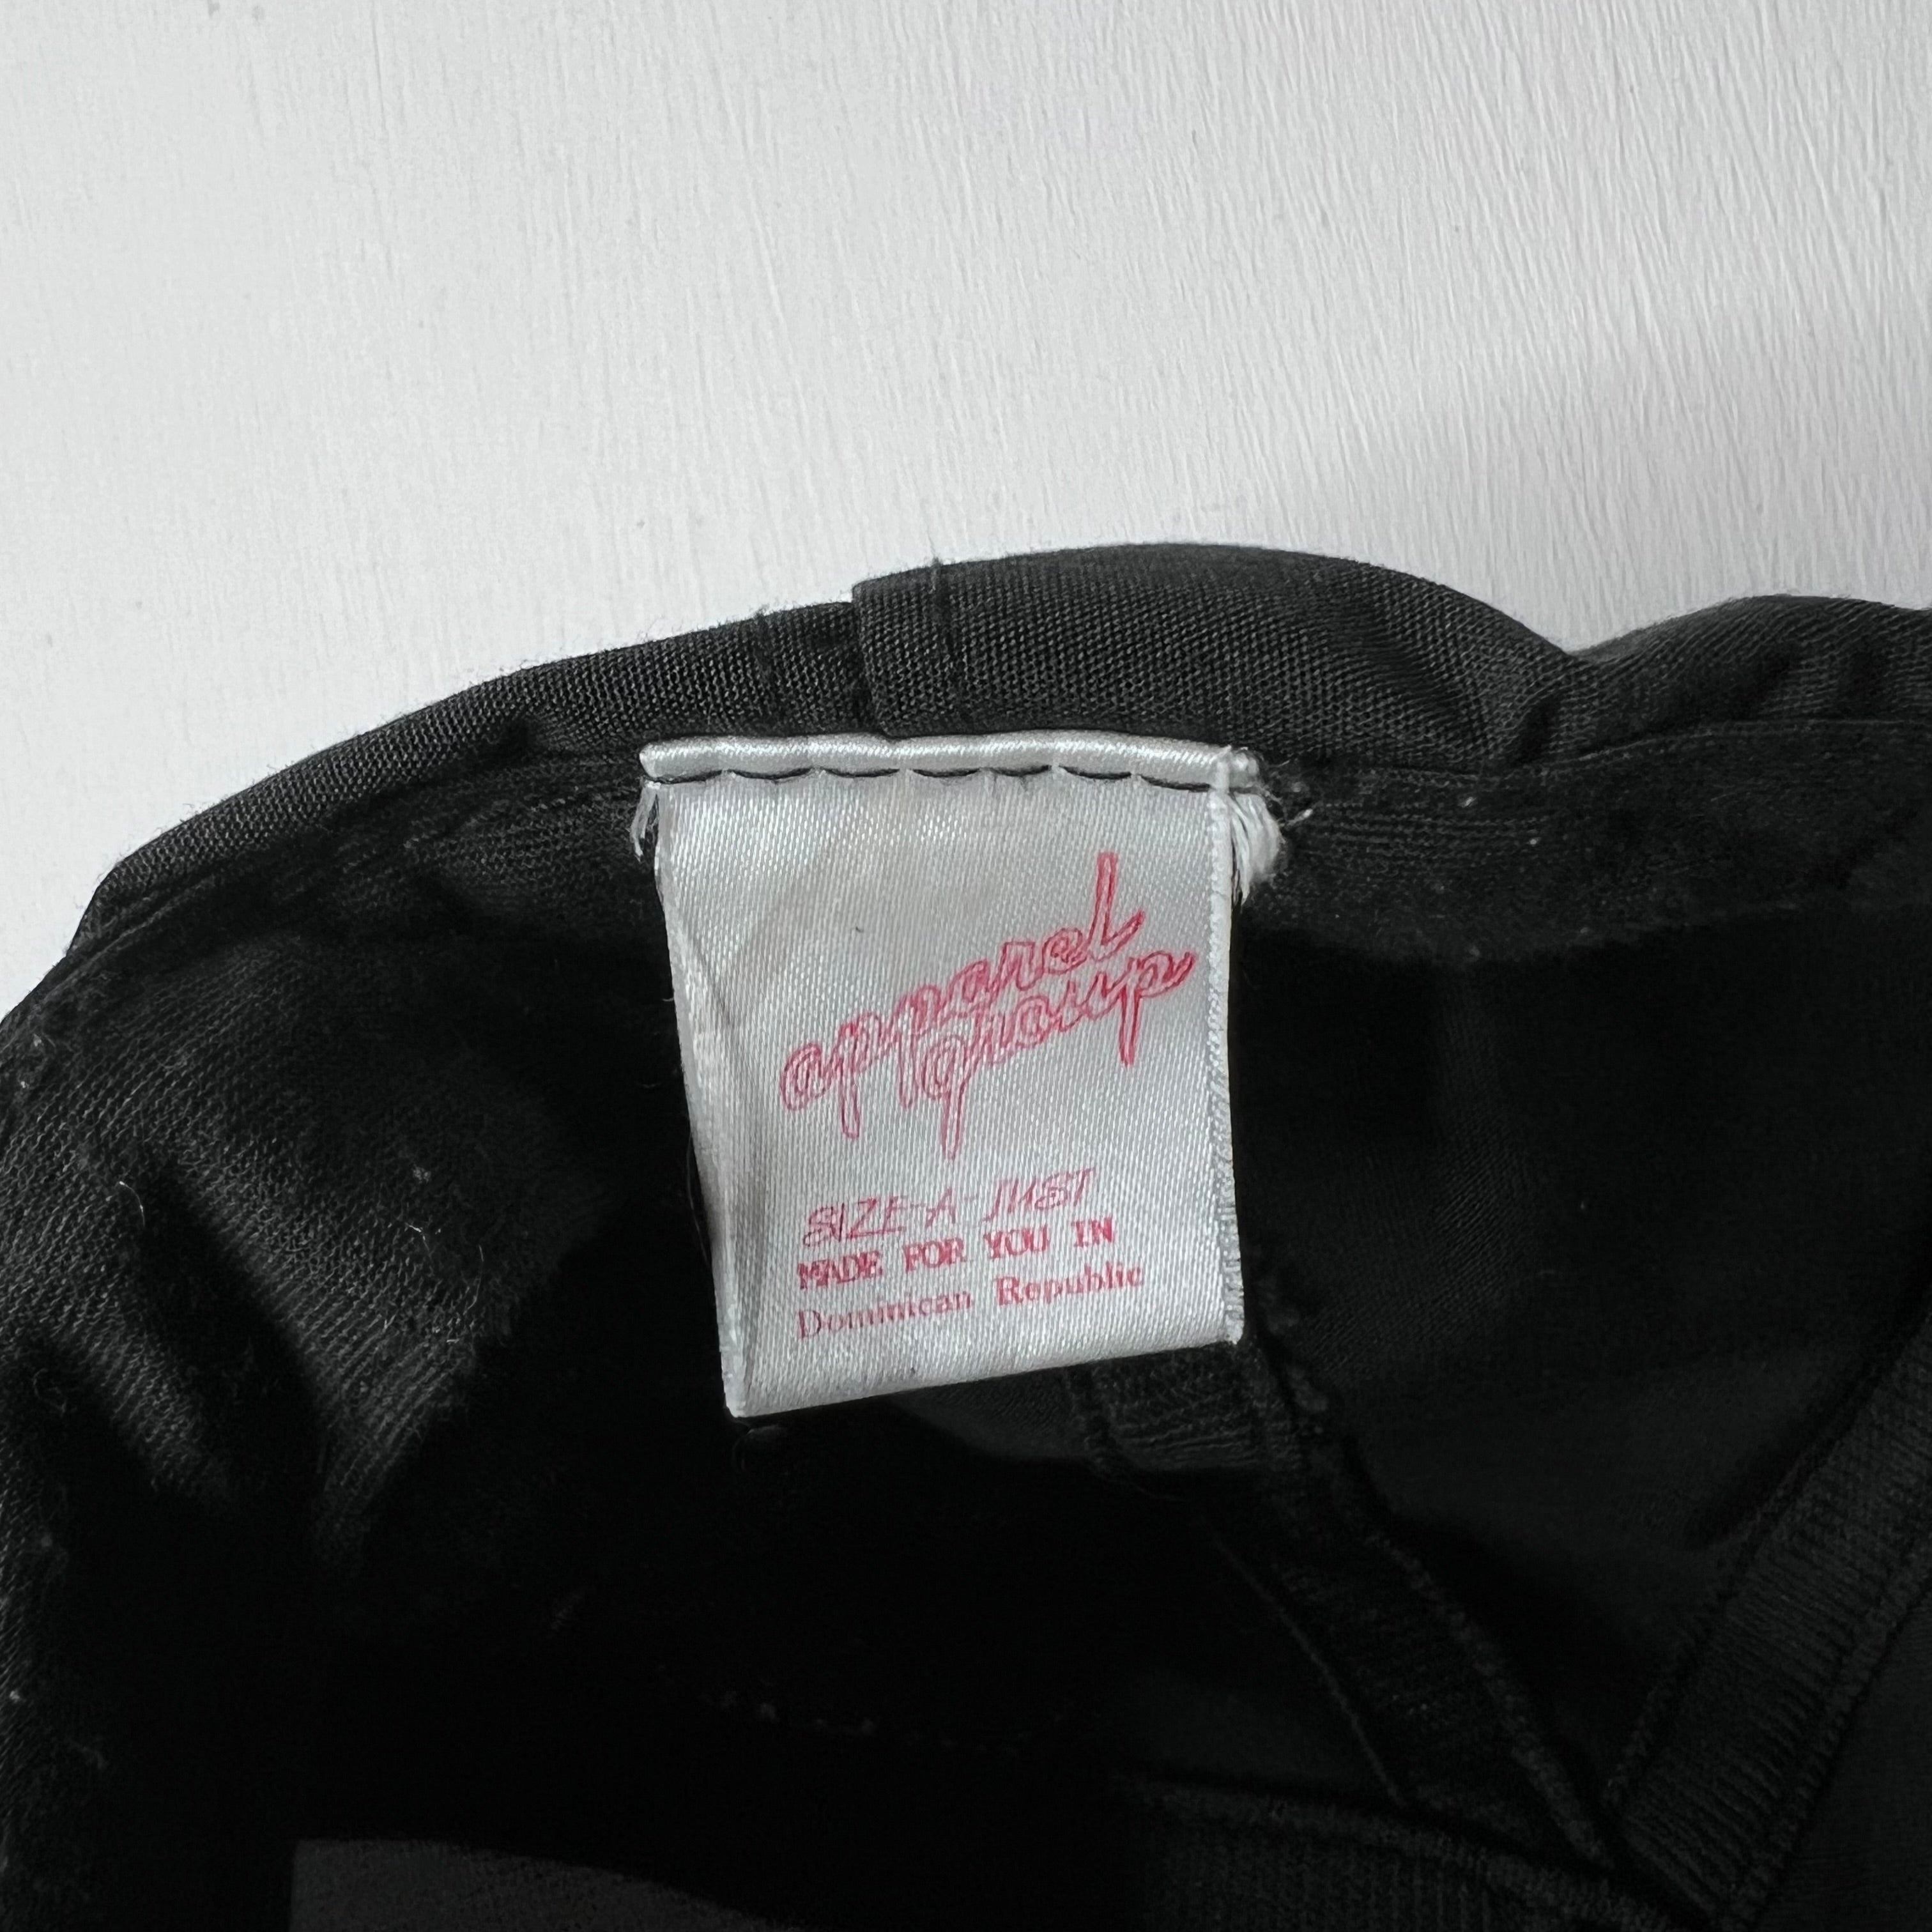 apparel
group
SIZE-A-JUST
MADE FOR YOU IN
Dominican Republic